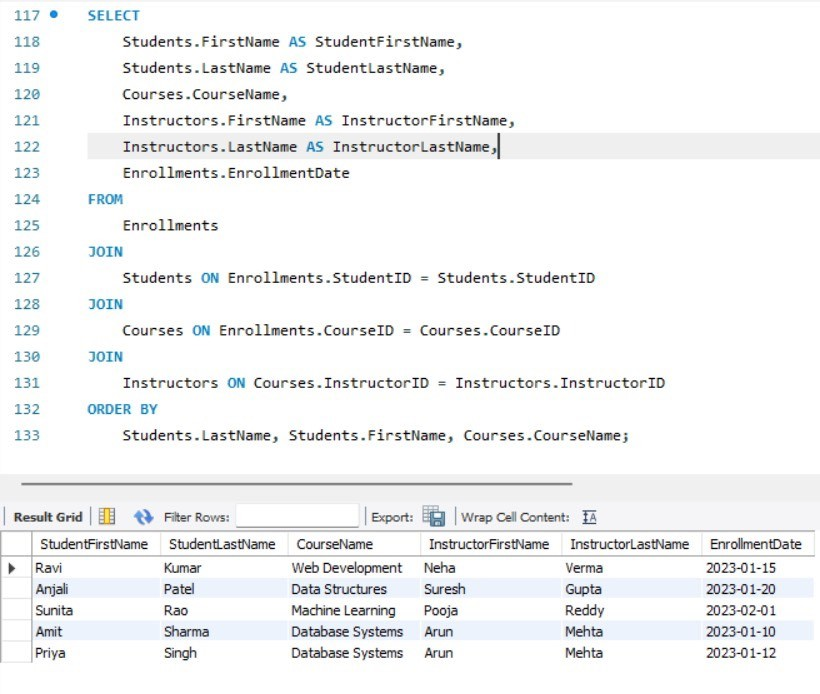 117 SELECT
118 Students.FirstName AS StudentFirstName,
119 Students.LastName AS StudentLastName,
120 Courses.CourseName,
121 Instructors.FirstName AS InstructorFirstName,
122 Instructors.LastName AS InstructorLastName,
123 Enrollments.EnrollmentDate
124 FROM
125 Enrollments
126 JOIN
127 Students ON Enrollments.StudentID = Students.StudentID
128 JOIN
129 Courses ON Enrollments.CourseID = Courses.CourseID
130 JOIN
131 Instructors ON Courses.InstructorID = Instructors.InstructorID
132 ORDER BY
133 Students.LastName, Students.FirstName, Courses.CourseName;
Result Grid Filter Rows: Export: Wrap Cell Content: IA
StudentFirstName StudentLastName CourseName InstructorFirstName InstructorLastName EnrollmentDate
Ravi Kumar Web Development Neha Verma 2023-01-15
Anjali Patel Data Structures Suresh Gupta 2023-01-20
Sunita Rao Machine Learning Pooja Reddy 2023-02-01
Amit Sharma Database Systems Arun Mehta 2023-01-10
Priya Singh Database Systems Arun Mehta 2023-01-12